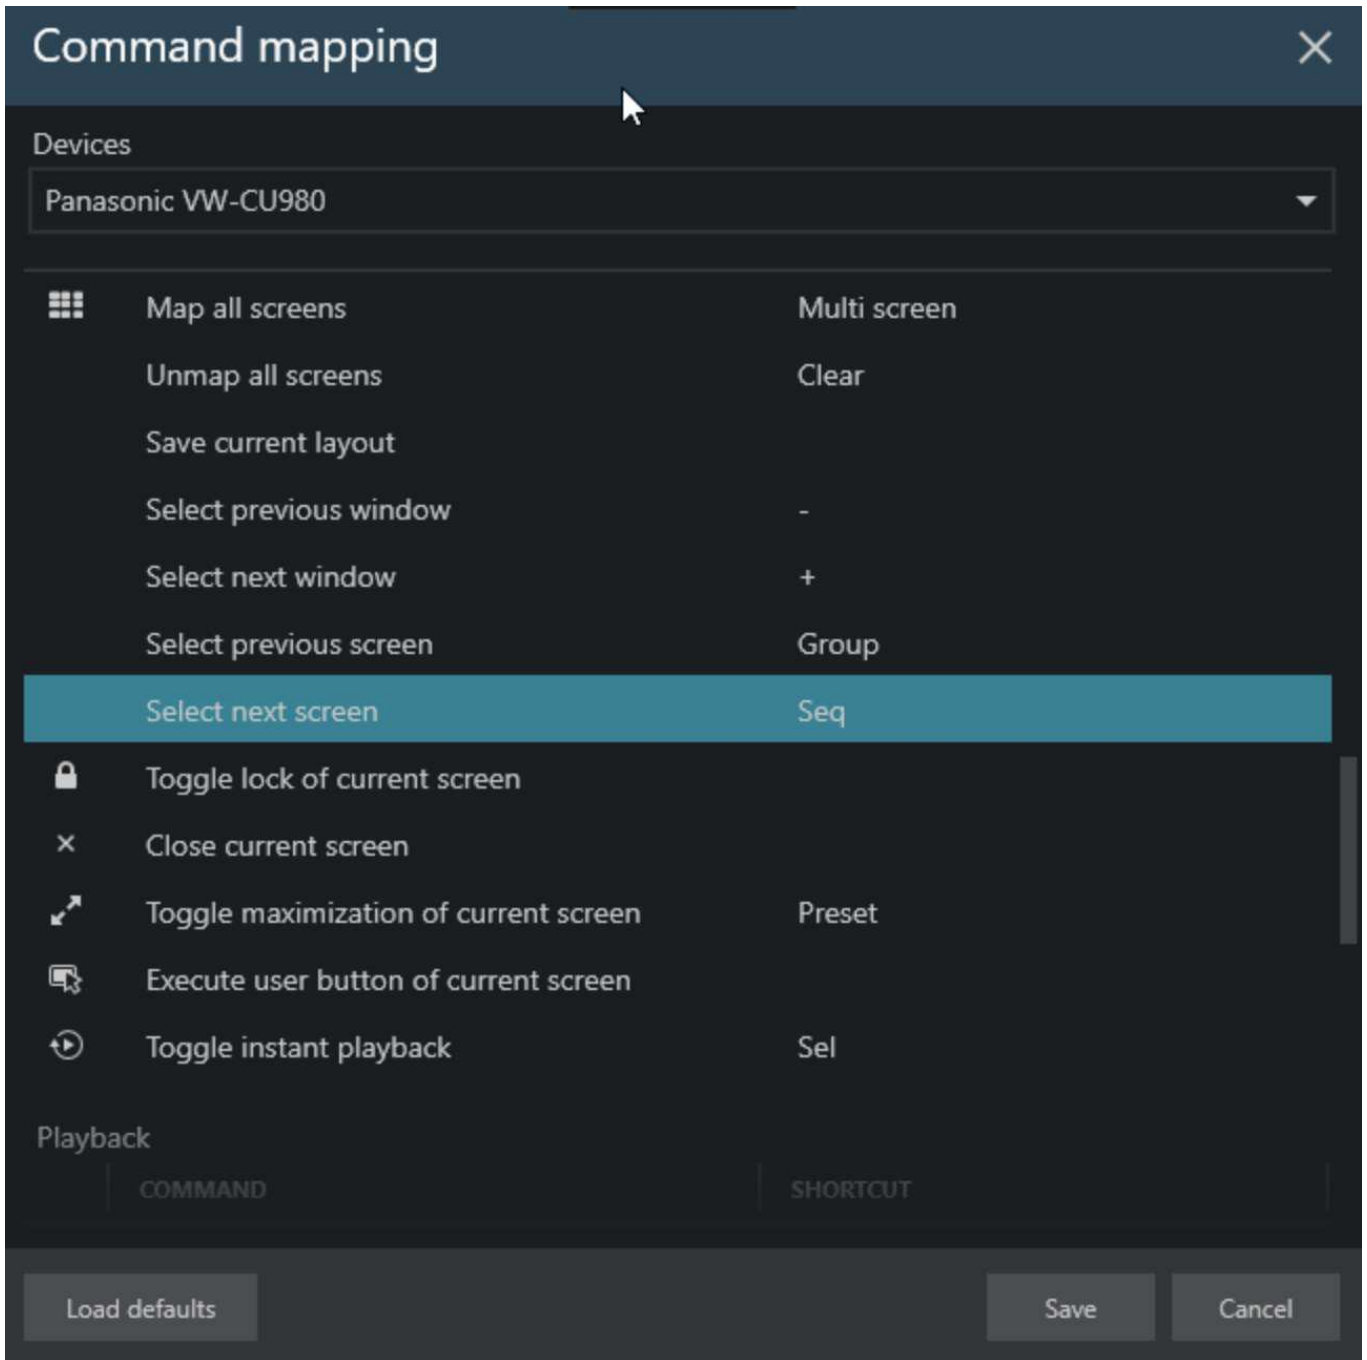 Command mapping
Devices
Panasonic VW-CU980
Map all screens Multi screen
Unmap all screens Clear
Save current layout
Select previous window -
Select next window +
Select previous screen Group
Select next screen Seq
Toggle lock of current screen
Close current screen
Toggle maximization of current screen Preset
Execute user button of current screen
Toggle instant playback Sel
Playback
COMMAND SHORTCUT
Load defaults Save Cancel